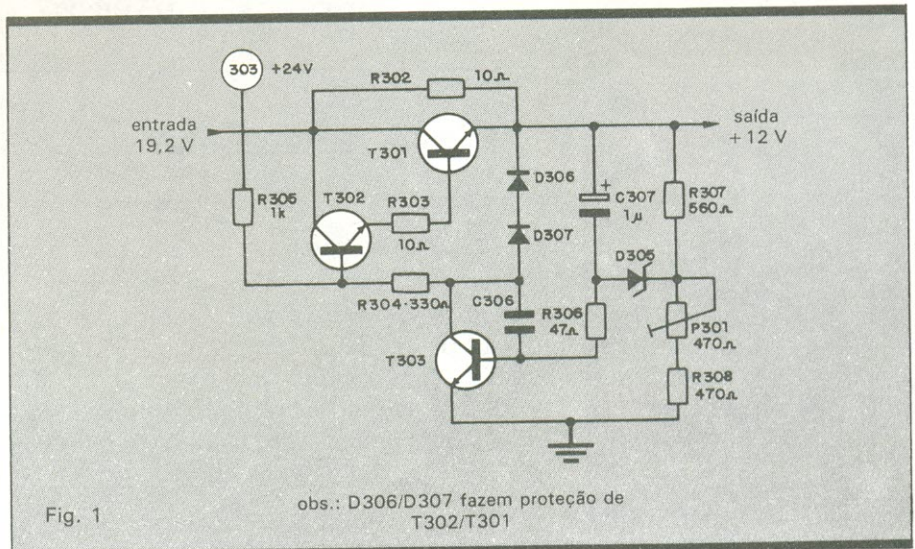 303 +24V
R302
10Ω
entrada
19,2 V
saída
+ 12 V
T301
D306
C307
1µ
+
R307
560Ω
R305
1k
T302
R303
10Ω
D307
D305
R304·330Ω
C306
R306
47Ω
P301
470Ω
T303
R308
470Ω
Fig. 1
obs.: D306/D307 fazem proteção de
T302/T301